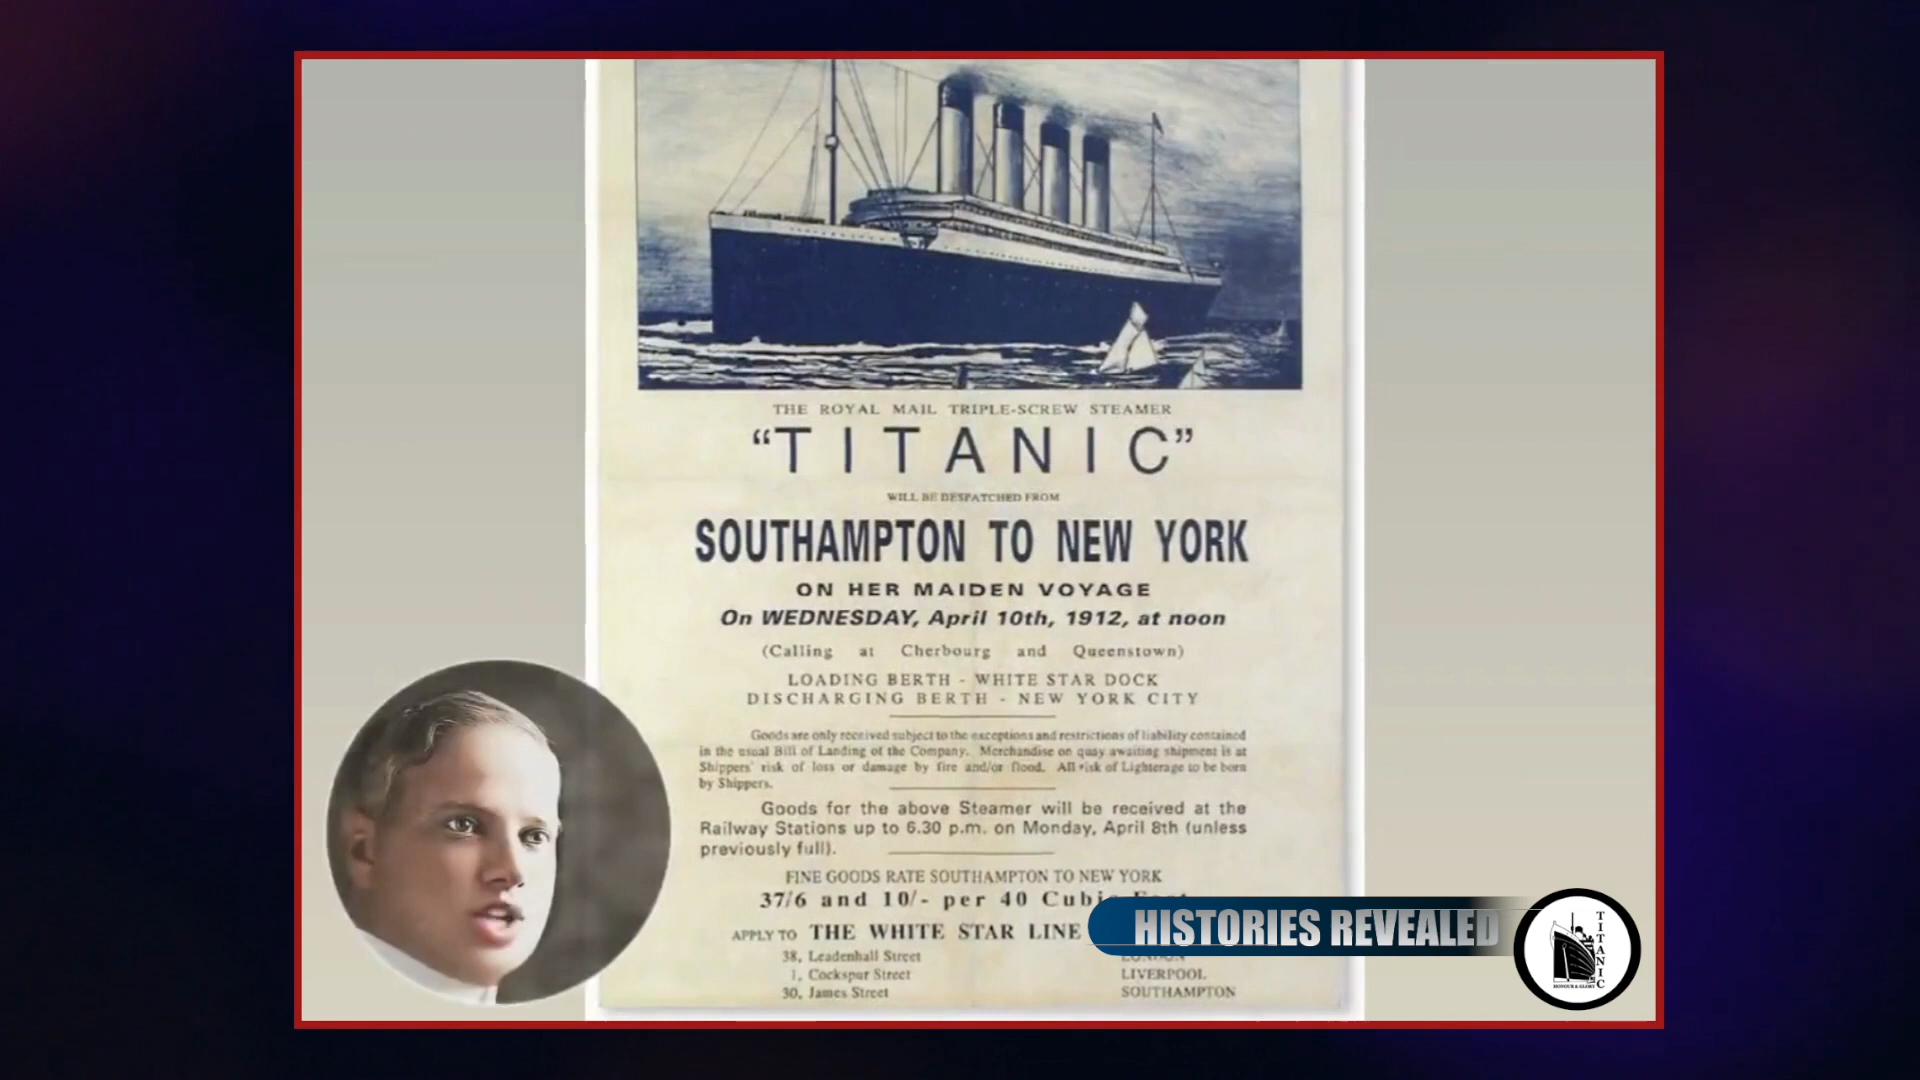 THE ROYAL MAIL TRIPLE-SCREW STEAMER
“TITANIC”
WILL BE DESPATCHED FROM
SOUTHAMPTON TO NEW YORK
ON HER MAIDEN VOYAGE
On WEDNESDAY, April 10th, 1912, at noon
(Calling at Cherbourg and Queenstown)
LOADING BERTH - WHITE STAR DOCK
DISCHARGING BERTH - NEW YORK CITY
Goods are only received subject to the exceptions and restrictions of liability contained
in the usual Bill of Landing of the Company. Merchandise on quay awaiting shipment is at
Shippers' risk of loss or damage by fire and/or flood. All risk of Lighterage to be born
by Shippers.
Goods for the above Steamer will be received at the
Railway Stations up to 6.30 p.m. on Monday, April 8th (unless
previously full).
FINE GOODS RATE SOUTHAMPTON TO NEW YORK
37/6 and 10/- per 40 Cubic Feet
APPLY TO THE WHITE STAR LINE
38, Leadenhall Street LONDON
1, Cockspur Street LIVERPOOL
30, James Street SOUTHAMPTON
HISTORIES REVEALED
TITANIC
HONOUR & GLORY